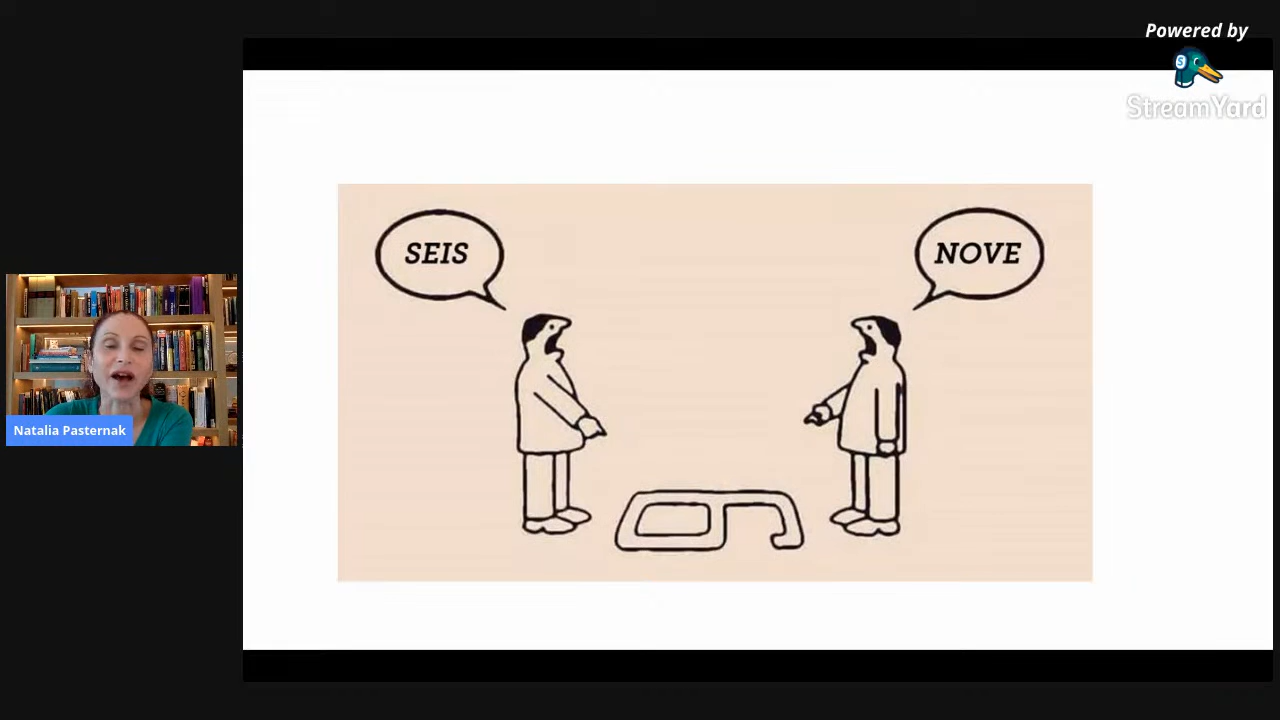 Powered by
StreamYard
SEIS
NOVE
Natalia Pasternak